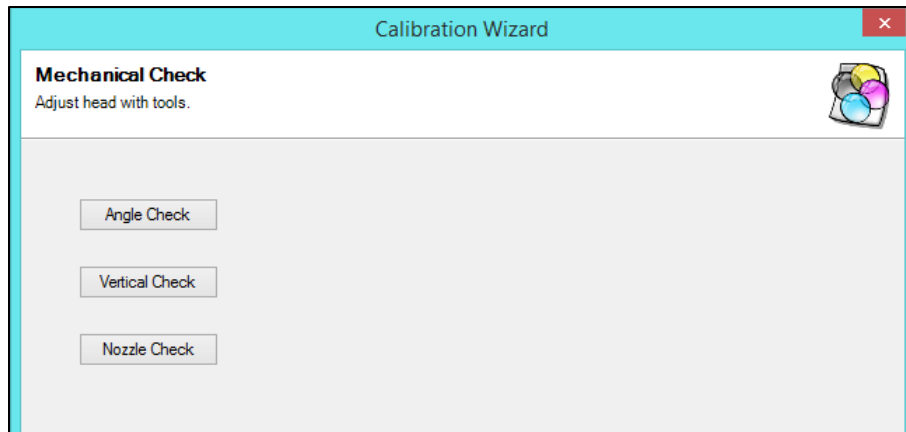 Calibration Wizard
Mechanical Check
Adjust head with tools.
Angle Check
Vertical Check
Nozzle Check